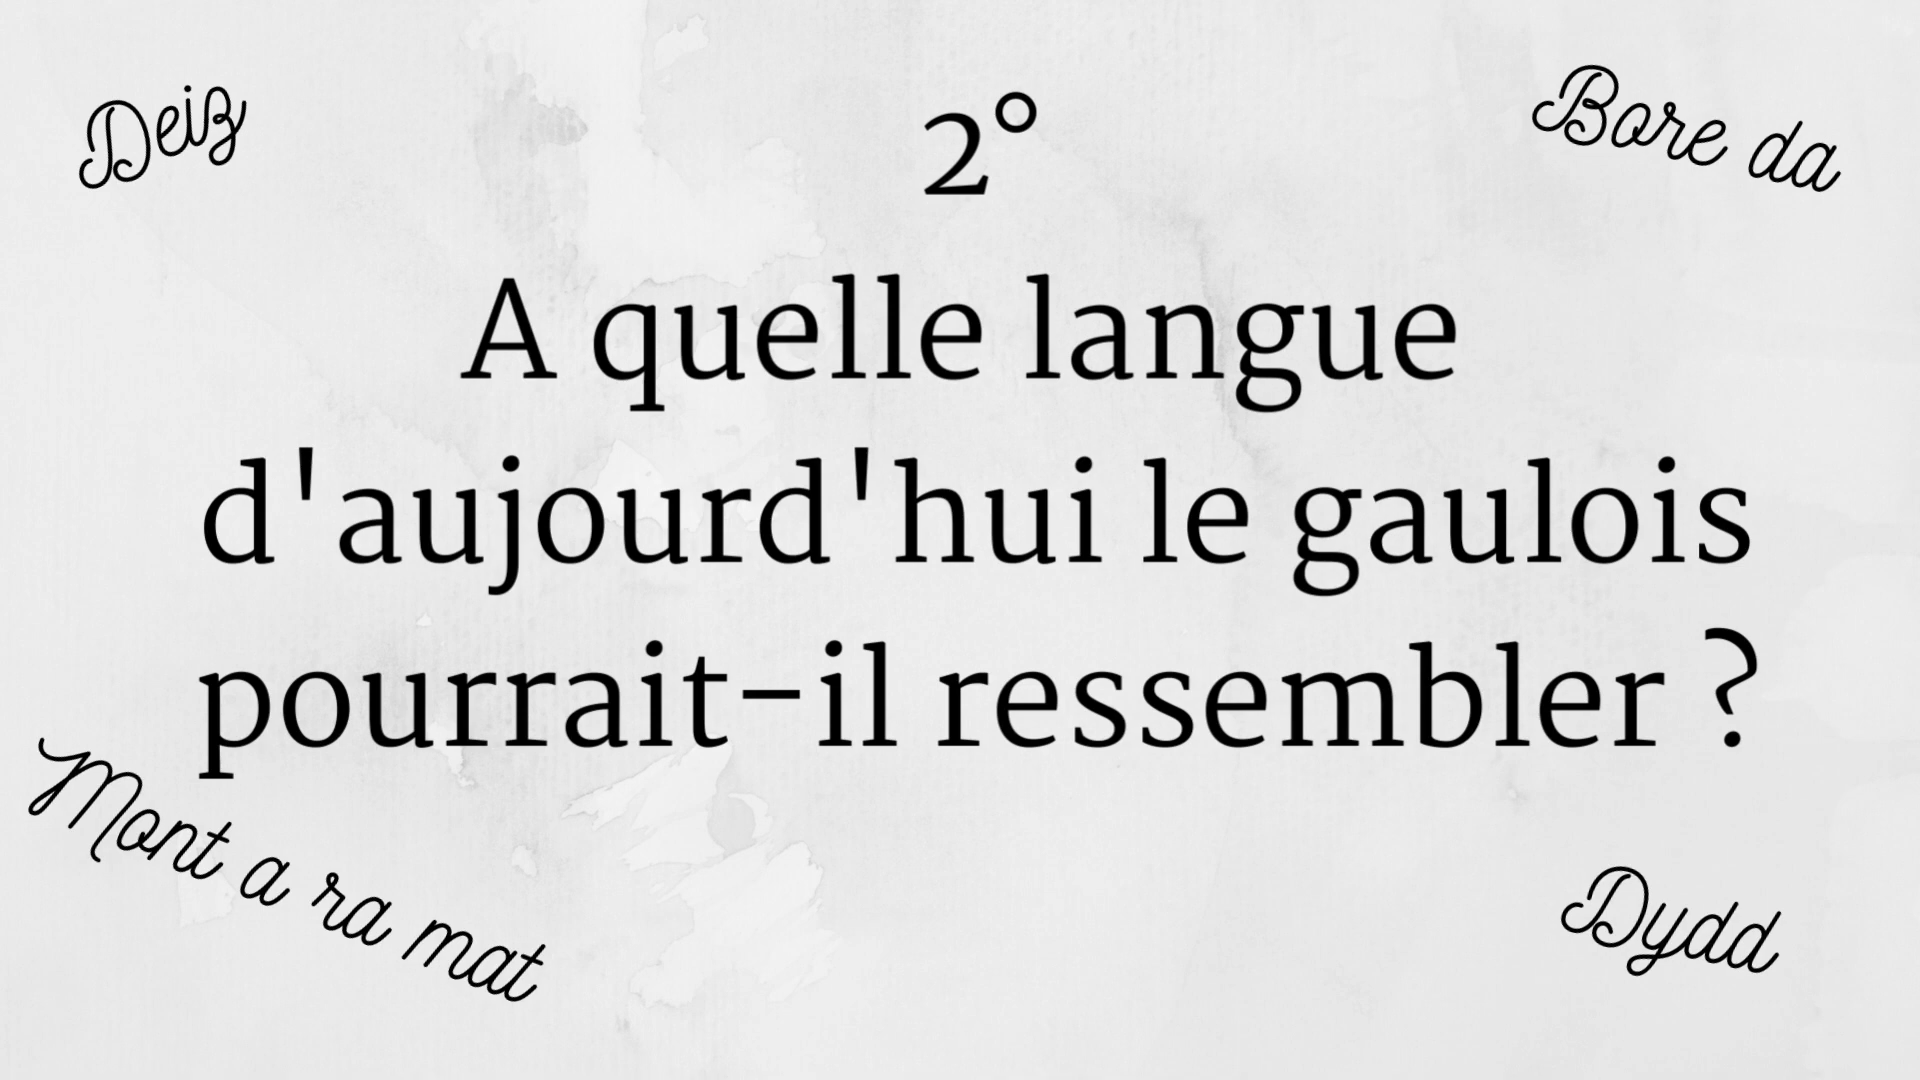 Deiz
2°
Bore da
A quelle langue
d'aujourd'hui le gaulois
pourrait-il ressembler ?
Mont a ra mat
Dydd